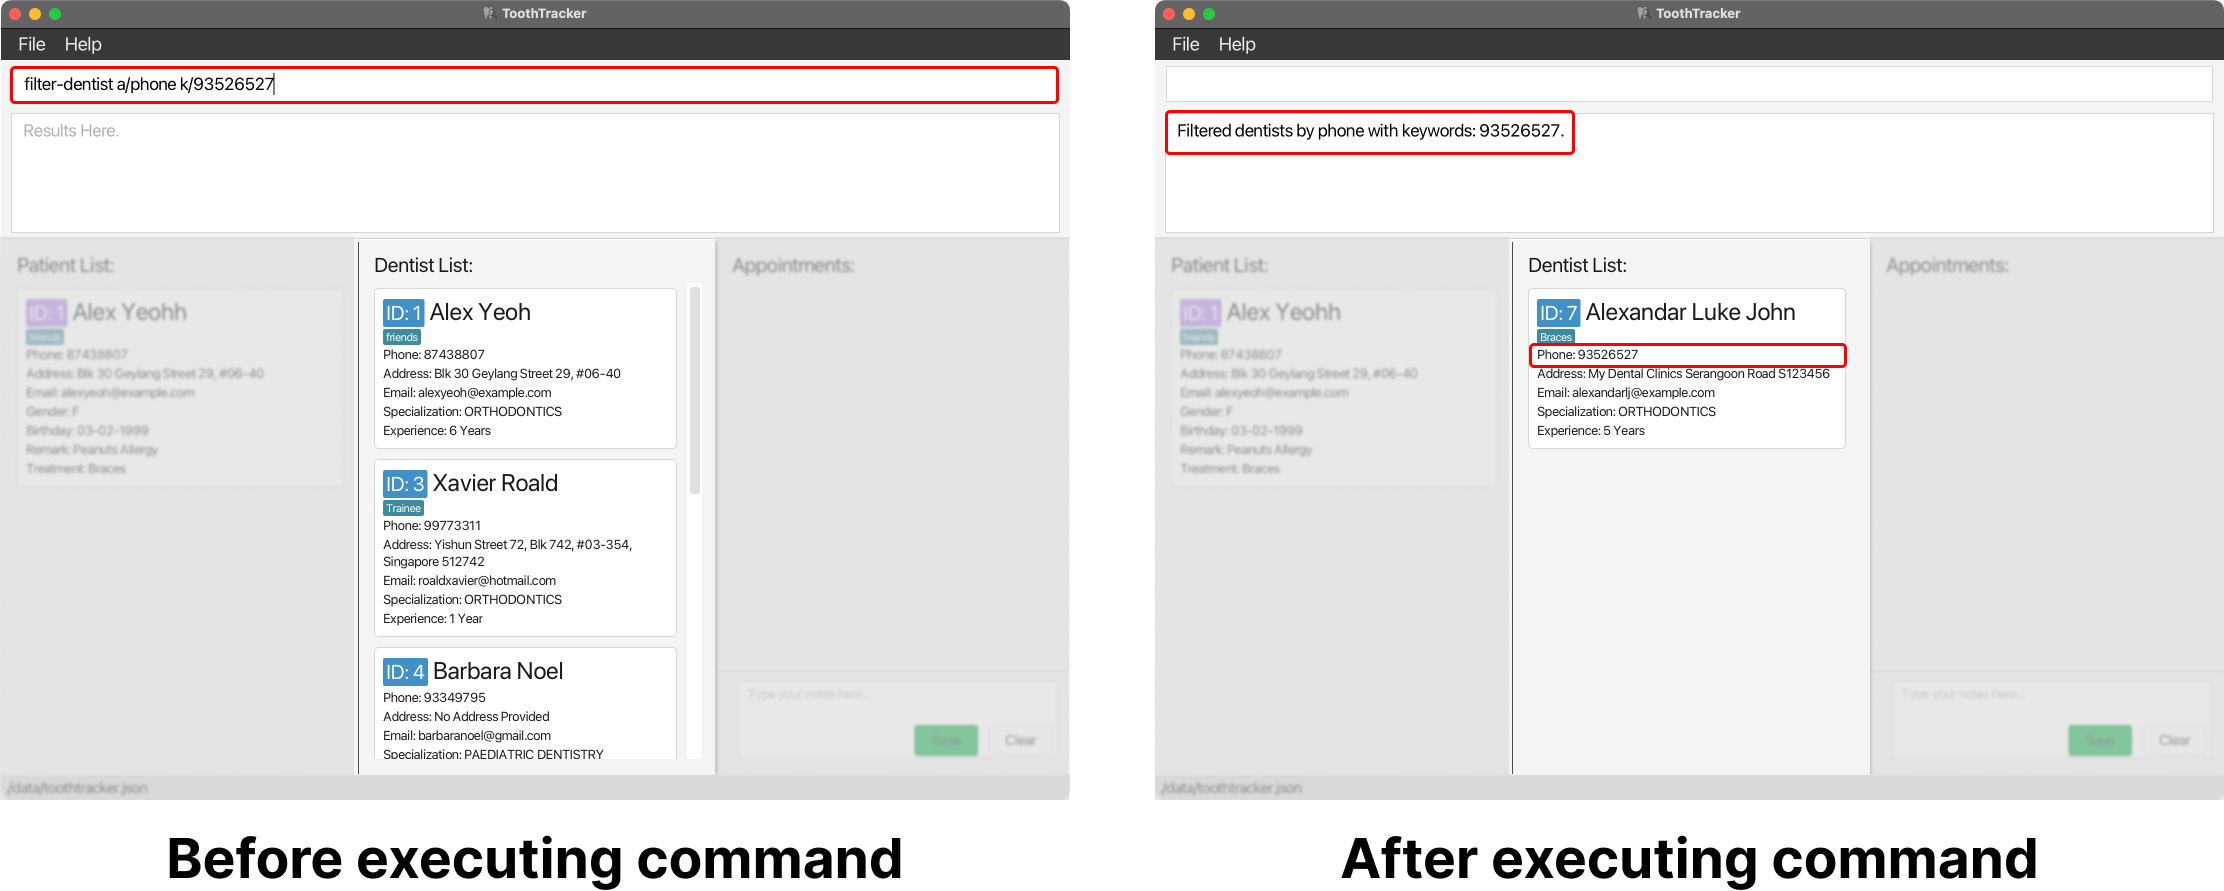 ToothTracker
File Help
filter-dentist a/phone k/93526527
Results Here.
Patient List:
ID: 1 Alex Yeohh
friends
Phone: 87438807
Address: Blk 30 Geylang Street 29, #06-40
Email: alexyeoh@example.com
Gender: F
Birthday: 03-02-1999
Remark: Peanuts Allergy
Treatment: Braces
Dentist List:
ID: 1 Alex Yeoh
friends
Phone: 87438807
Address: Blk 30 Geylang Street 29, #06-40
Email: alexyeoh@example.com
Specialization: ORTHODONTICS
Experience: 6 Years
ID: 3 Xavier Roald
Trainee
Phone: 99773311
Address: Yishun Street 72, Blk 742, #03-354,
Singapore 512742
Email: roaldxavier@hotmail.com
Specialization: ORTHODONTICS
Experience: 1 Year
ID: 4 Barbara Noel
Phone: 93349795
Address: No Address Provided
Email: barbaranoel@gmail.com
Specialization: PAEDIATRIC DENTISTRY
Appointments:
Type your notes here...
Save Clear
./data/toothtracker.json
Before executing command
ToothTracker
File Help
Filtered dentists by phone with keywords: 93526527.
Patient List:
ID: 1 Alex Yeohh
friends
Phone: 87438807
Address: Blk 30 Geylang Street 29, #06-40
Email: alexyeoh@example.com
Gender: F
Birthday: 03-02-1999
Remark: Peanuts Allergy
Treatment: Braces
Dentist List:
ID: 7 Alexandar Luke John
Braces
Phone: 93526527
Address: My Dental Clinics Serangoon Road S123456
Email: alexandarlj@example.com
Specialization: ORTHODONTICS
Experience: 5 Years
Appointments:
Type your notes here...
Save Clear
./data/toothtracker.json
After executing command